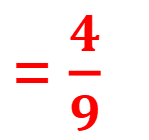 = 4/9